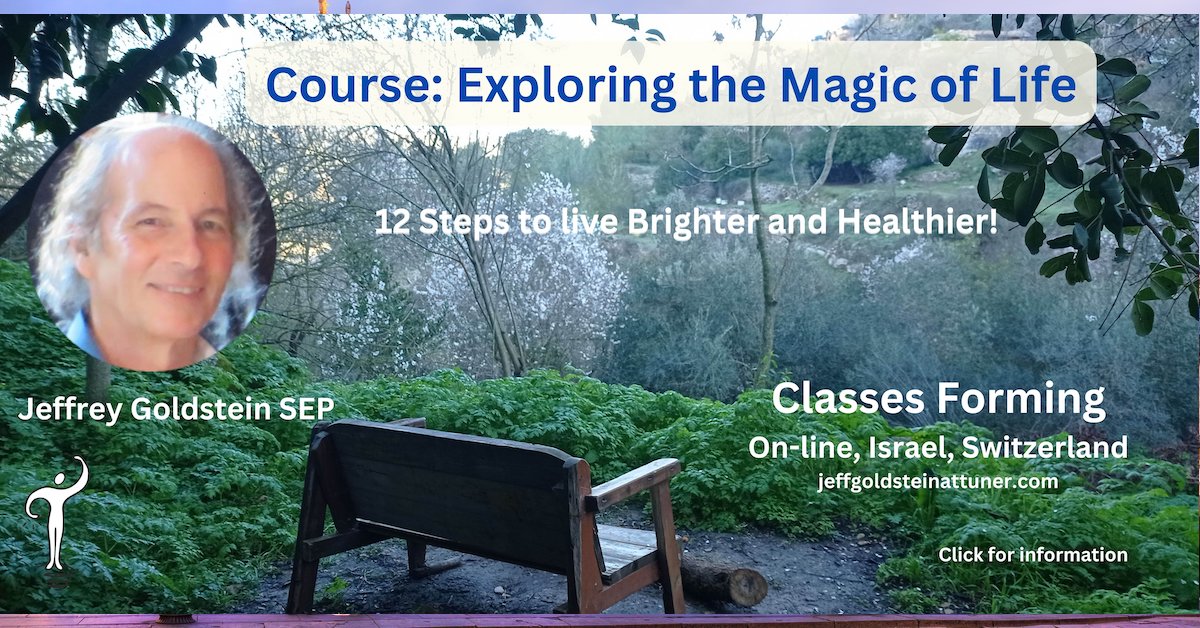 Course: Exploring the Magic of Life
12 Steps to live Brighter and Healthier!
Jeffrey Goldstein SEP
Classes Forming
On-line, Israel, Switzerland
jeffgoldsteinattuner.com
Click for information